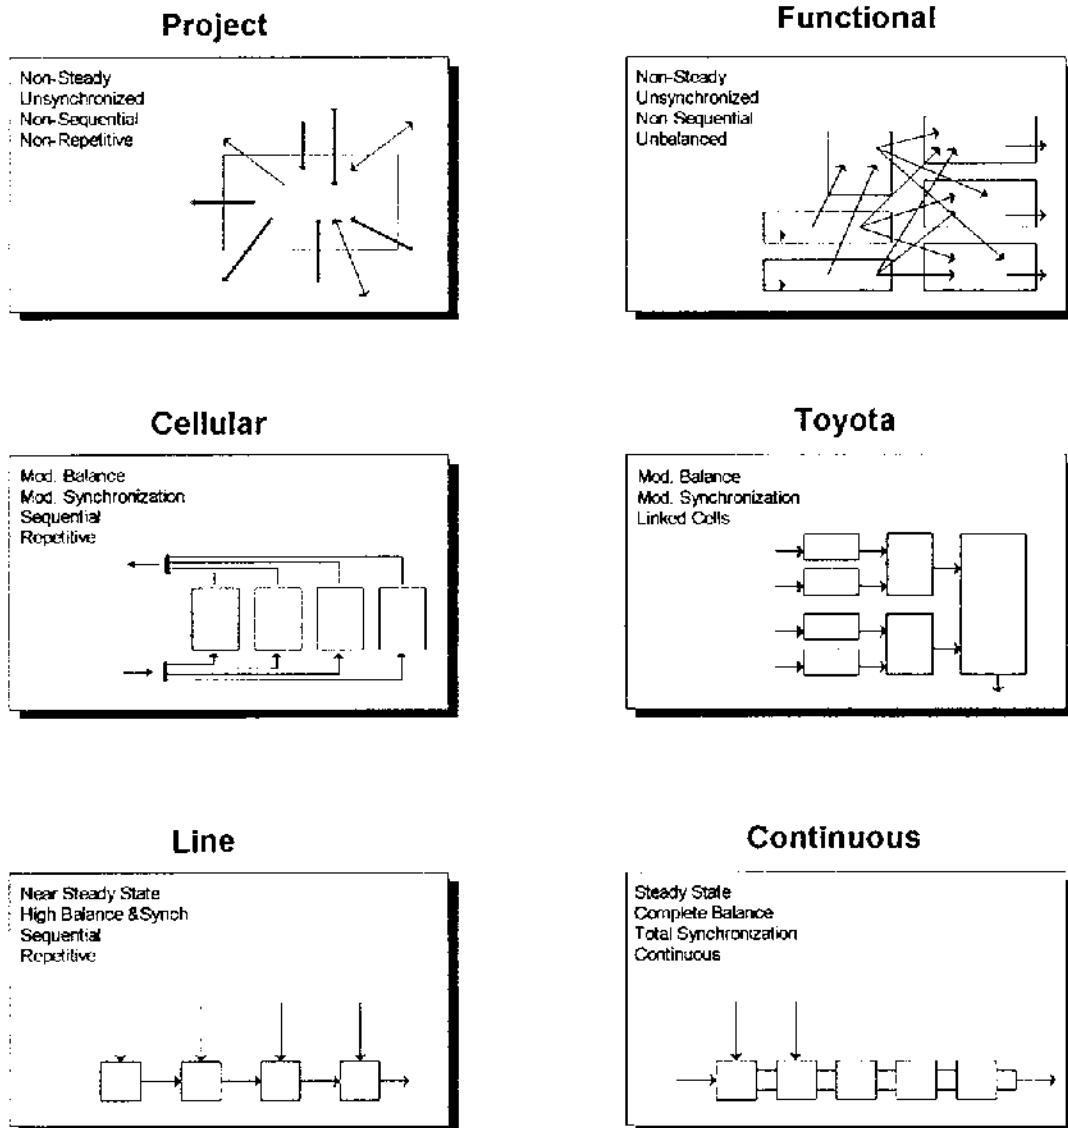 Project
Non-Steady
Unsynchronized
Non-Sequential
Non-Repetitive
Functional
Non-Steady
Unsynchronized
Non Sequential
Unbalanced
Cellular
Mod. Balance
Mod. Synchronization
Sequential
Repetitive
Toyota
Mod. Balance
Mod. Synchronization
Linked Cells
Line
Near Steady State
High Balance &Synch
Sequential
Repetitive
Continuous
Steady State
Complete Balance
Total Synchronization
Continuous